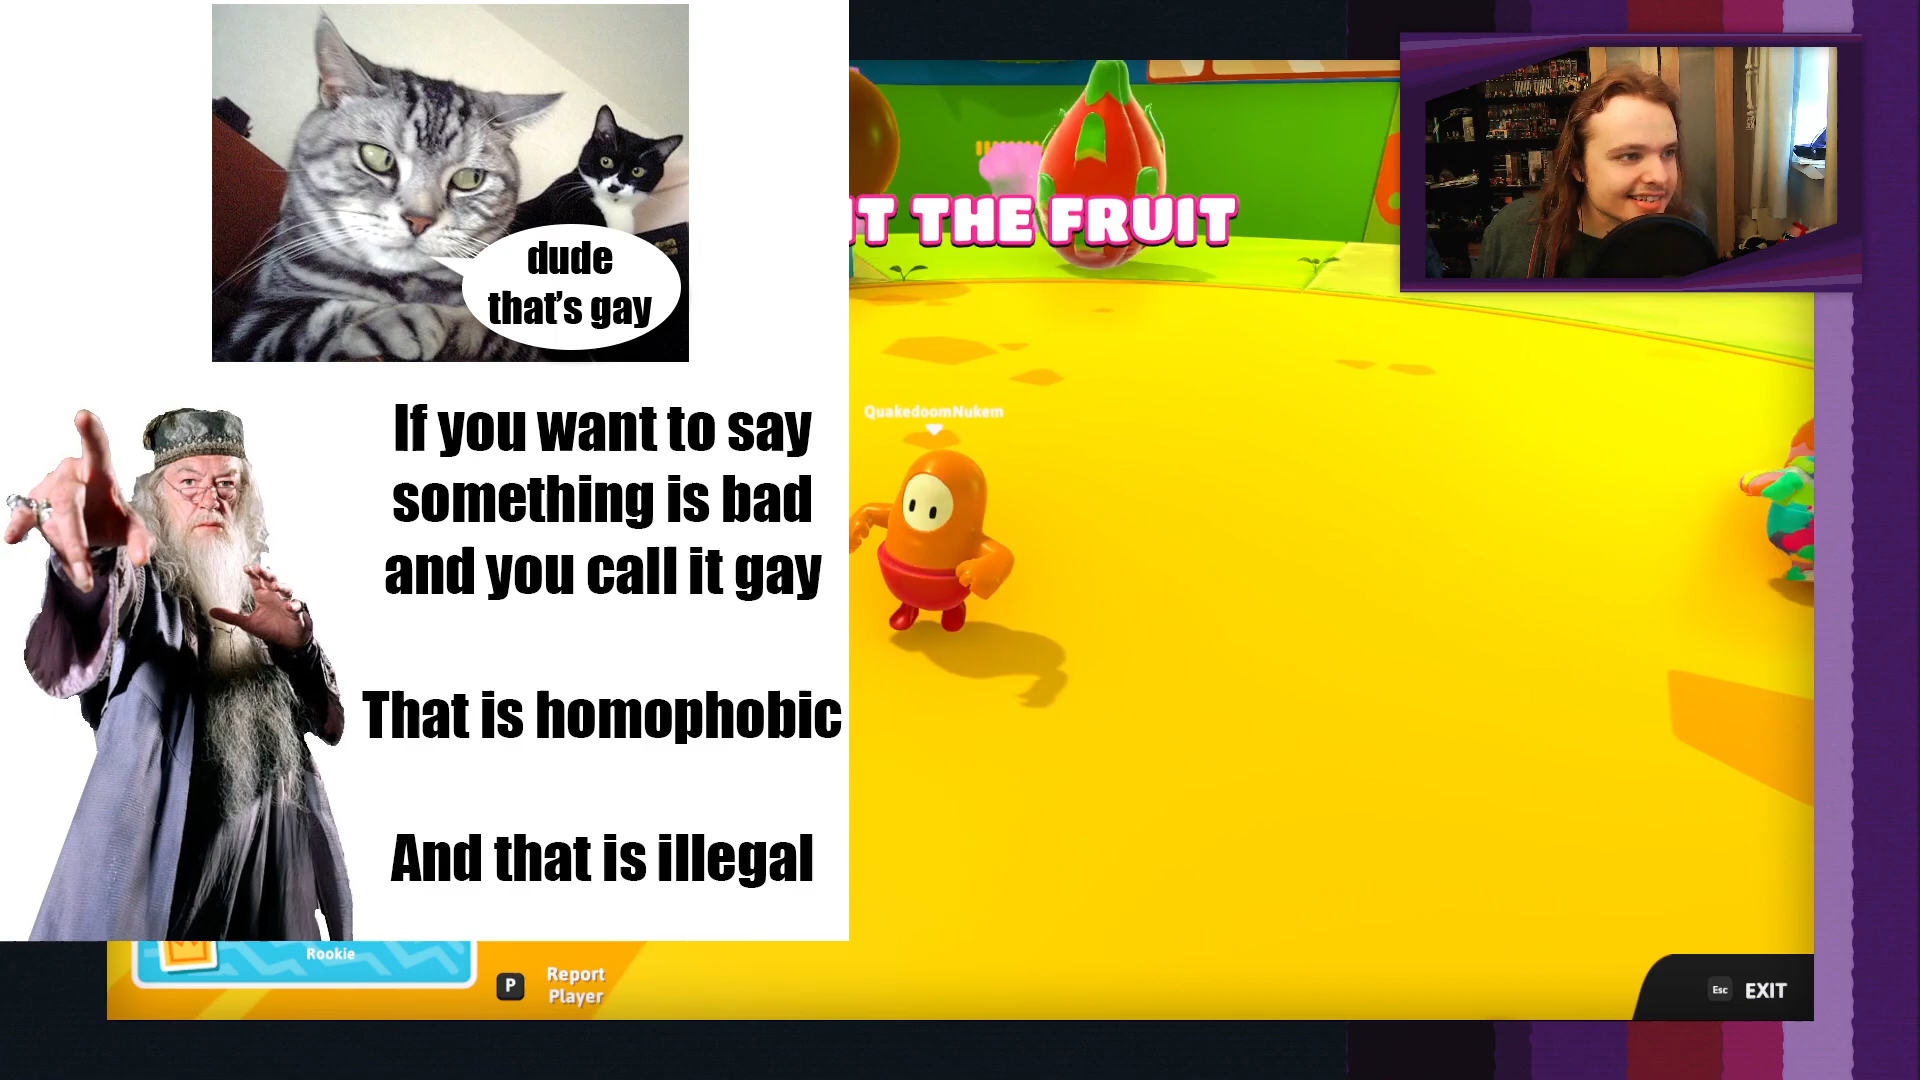 dude
that's gay
If you want to say
something is bad
and you call it gay
That is homophobic
And that is illegal
THE FRUIT
QuakedoomNukem
Rookie
P
Report
Player
Esc
EXIT